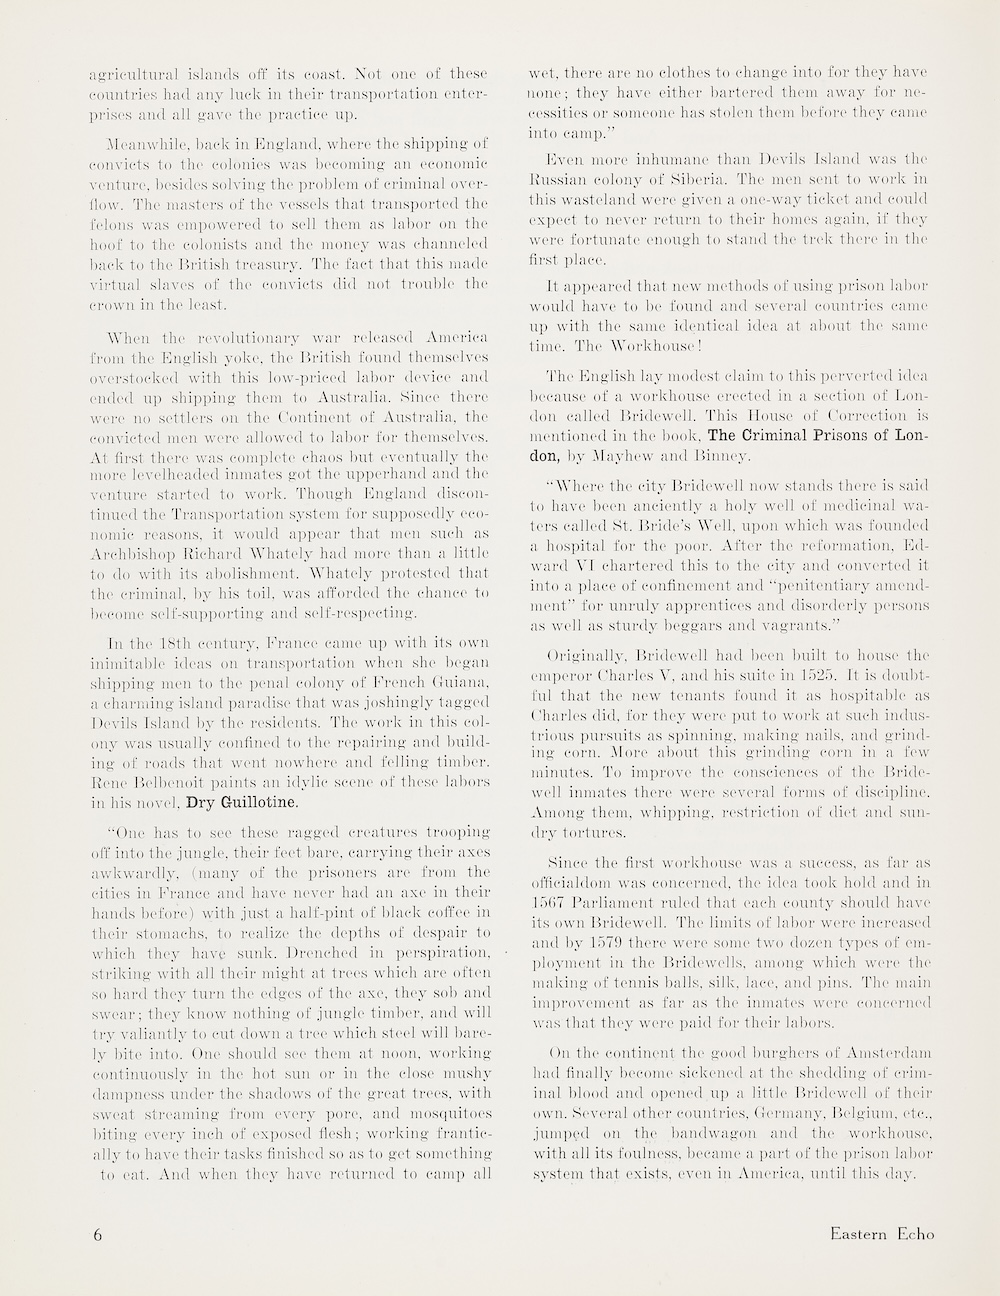 agricultural islands off its coast. Not one of these
countries had any luck in their transportation enter-
prises and all gave the practice up.
Meanwhile, back in England, where the shipping of
convicts to the colonies was becoming an economic
venture, besides solving the problem of criminal over-
flow. The masters of the vessels that transported the
felons was empowered to sell them as labor on the
hoof to the colonists and the money was channeled
back to the British treasury. The fact that this made
virtual slaves of the convicts did not trouble the
crown in the least.
When the revolutionary war released America
from the English yoke, the British found themselves
overstocked with this low-priced labor device and
ended up shipping them to Australia. Since there
were no settlers on the Continent of Australia, the
convicted men were allowed to labor for themselves.
At first there was complete chaos but eventually the
more levelheaded inmates got the upperhand and the
venture started to work. Though England discon-
tinued the Transportation system for supposedly eco-
nomic reasons, it would appear that men such as
Archbishop Richard Whately had more than a little
to do with its abolishment. Whately protested that
the criminal, by his toil, was afforded the chance to
become self-supporting and self-respecting.
In the 18th century, France came up with its own
inimitable ideas on transportation when she began
shipping men to the penal colony of French Guiana,
a charming island paradise that was joshingly tagged
Devils Island by the residents. The work in this col-
ony was usually confined to the repairing and build-
ing of roads that went nowhere and felling timber.
Rene Belbenoit paints an idylic scene of these labors
in his novel, Dry Guillotine.
"One has to see these ragged creatures trooping
off into the jungle, their feet bare, carrying their axes
awkwardly, (many of the prisoners are from the
cities in France and have never had an axe in their
hands before) with just a half-pint of black coffee in
their stomachs, to realize the depths of despair to
which they have sunk. Drenched in perspiration,
striking with all their might at trees which are often
so hard they turn the edges of the axe, they sob and
swear; they know nothing of jungle timber, and will
try valiantly to cut down a tree which steel will bare-
ly bite into. One should see them at noon, working
continuously in the hot sun or in the close mushy
dampness under the shadows of the great trees, with
sweat streaming from every pore, and mosquitoes
biting every inch of exposed flesh; working frantic-
ally to have their tasks finished so as to get something
to eat. And when they have returned to camp all
wet, there are no clothes to change into for they have
none; they have either bartered them away for ne-
cessities or someone has stolen them before they came
into camp."
Even more inhumane than Devils Island was the
Russian colony of Siberia. The men sent to work in
this wasteland were given a one-way ticket and could
expect to never return to their homes again, if they
were fortunate enough to stand the trek there in the
first place.
It appeared that new methods of using prison labor
would have to be found and several countries came
up with the same identical idea at about the same
time. The Workhouse!
The English lay modest claim to this perverted idea
because of a workhouse erected in a section of Lon-
don called Bridewell. This House of Correction is
mentioned in the book, The Criminal Prisons of Lon-
don, by Mayhew and Binney.
"Where the city Bridewell now stands there is said
to have been anciently a holy well of medicinal wa-
ters called St. Bride's Well, upon which was founded
a hospital for the poor. After the reformation, Ed-
ward VI chartered this to the city and converted it
into a place of confinement and "penitentiary amend-
ment" for unruly apprentices and disorderly persons
as well as sturdy beggars and vagrants."
Originally, Bridewell had been built to house the
emperor Charles V, and his suite in 1525. It is doubt-
ful that the new tenants found it as hospitable as
Charles did, for they were put to work at such indus-
trious pursuits as spinning, making nails, and grind-
ing corn. More about this grinding corn in a few
minutes. To improve the consciences of the Bride-
well inmates there were several forms of discipline.
Among them, whipping, restriction of diet and sun-
dry tortures.
Since the first workhouse was a success, as far as
officialdom was concerned, the idea took hold and in
1567 Parliament ruled that each county should have
its own Bridewell. The limits of labor were increased
and by 1579 there were some two dozen types of em-
ployment in the Bridewells, among which were the
making of tennis balls, silk, lace, and pins. The main
improvement as far as the inmates were concerned
was that they were paid for their labors.
On the continent the good burghers of Amsterdam
had finally become sickened at the shedding of crim-
inal blood and opened up a little Bridewell of their
own. Several other countries, Germany, Belgium, etc.,
jumped on the bandwagon and the workhouse,
with all its foulness, became a part of the prison labor
system that exists, even in America, until this day.
6
Eastern Echo